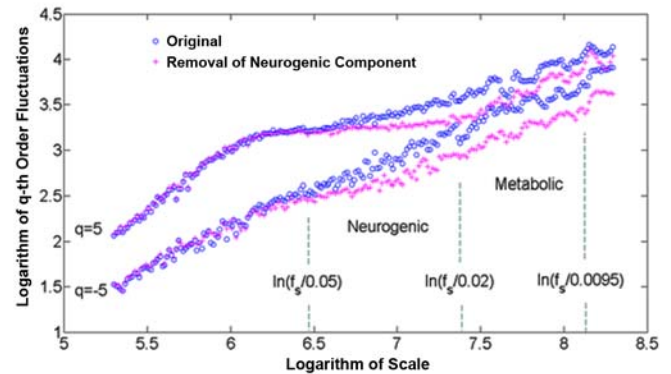 4.5
4
3.5
3
2.5
2
1.5
1
Logarithm of q-th Order Fluctuations
Original
Removal of Neurogenic Component
q=5
q=-5
Neurogenic
Metabolic
ln(fs/0.05)
ln(fs/0.02)
ln(fs/0.0095)
5 5.5 6 6.5 7 7.5 8 8.5
Logarithm of Scale